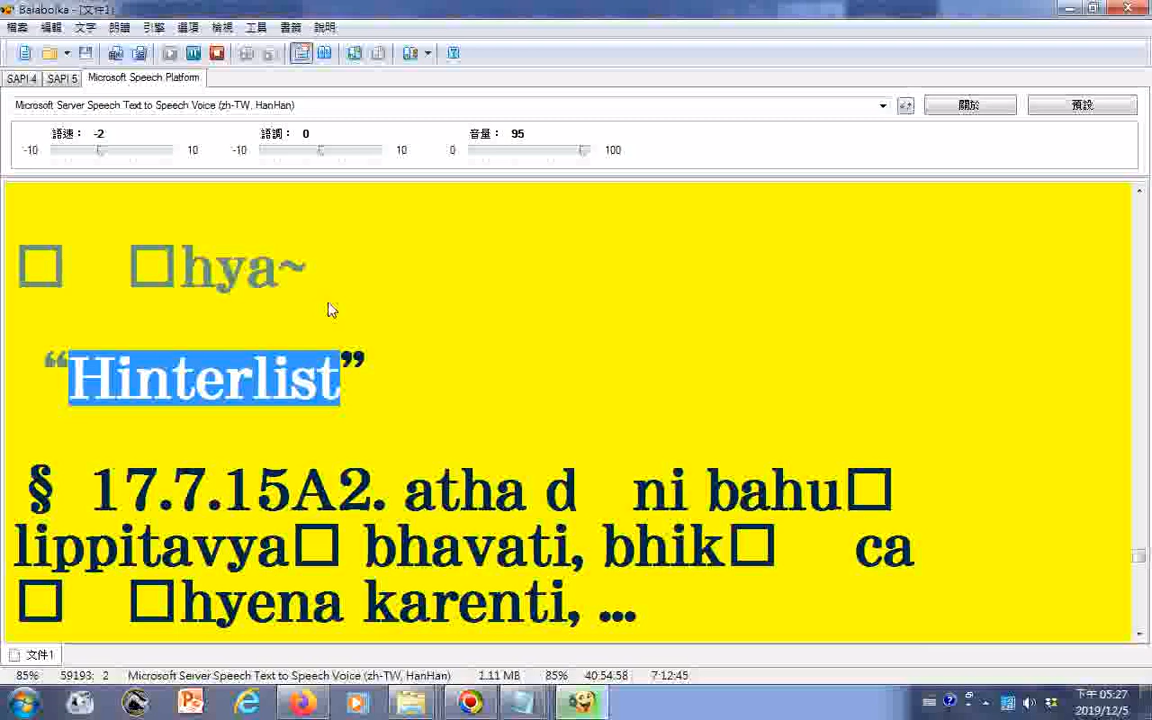 Balabolka - [文件1]
檔案 編輯 文字 朗讀 引擎 選項 檢視 工具 書籤 說明
SAPI 4 SAPI 5 Microsoft Speech Platform
Microsoft Server Speech Text to Speech Voice (zh-TW, HanHan) 關於 預設
語速： -2 語調： 0 音量： 95
-10 10 -10 10 0 100
□ □hya~
“Hinterlist”
§ 17.7.15A2. atha d ni bahu□
lippitavya□ bhavati, bhik□ ca
□ □hyena karenti, ...
文件1
85% 59193: 2 Microsoft Server Speech Text to Speech Voice (zh-TW, HanHan) 1.11 MB 85% 40:54:58 7:12:45
下午 05:27
2019/12/5